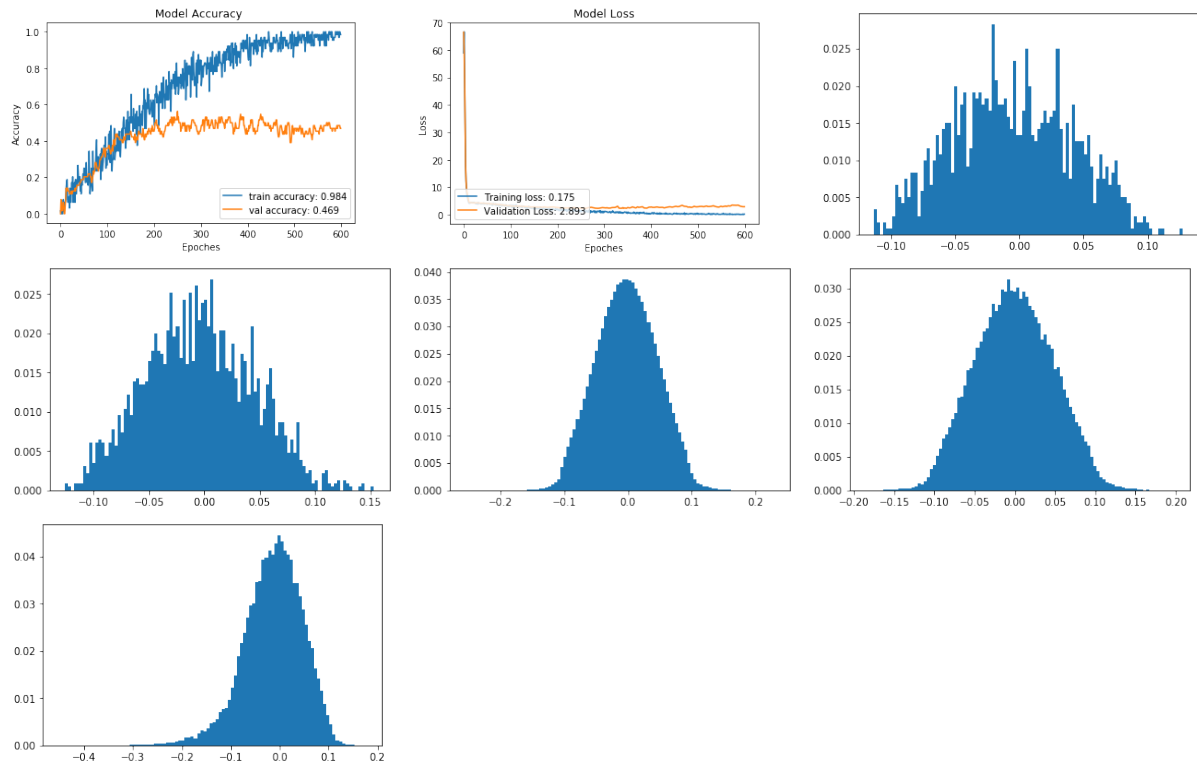 Model Accuracy
1.0
0.8
0.6
0.4
0.2
0.0
Accuracy
train accuracy: 0.984
val accuracy: 0.469
0 100 200 300 400 500 600
Epoches
Model Loss
70
60
50
40
30
20
10
0
Loss
Training loss: 0.175
Validation Loss: 2.893
0 100 200 300 400 500 600
Epoches
0.025
0.020
0.015
0.010
0.005
0.000
−0.10 −0.05 0.00 0.05 0.10
0.025
0.020
0.015
0.010
0.005
0.000
−0.10 −0.05 0.00 0.05 0.10 0.15
0.040
0.035
0.030
0.025
0.020
0.015
0.010
0.005
0.000
−0.2 −0.1 0.0 0.1 0.2
0.030
0.025
0.020
0.015
0.010
0.005
0.000
−0.20 −0.15 −0.10 −0.05 0.00 0.05 0.10 0.15 0.20
0.04
0.03
0.02
0.01
0.00
−0.4 −0.3 −0.2 −0.1 0.0 0.1 0.2